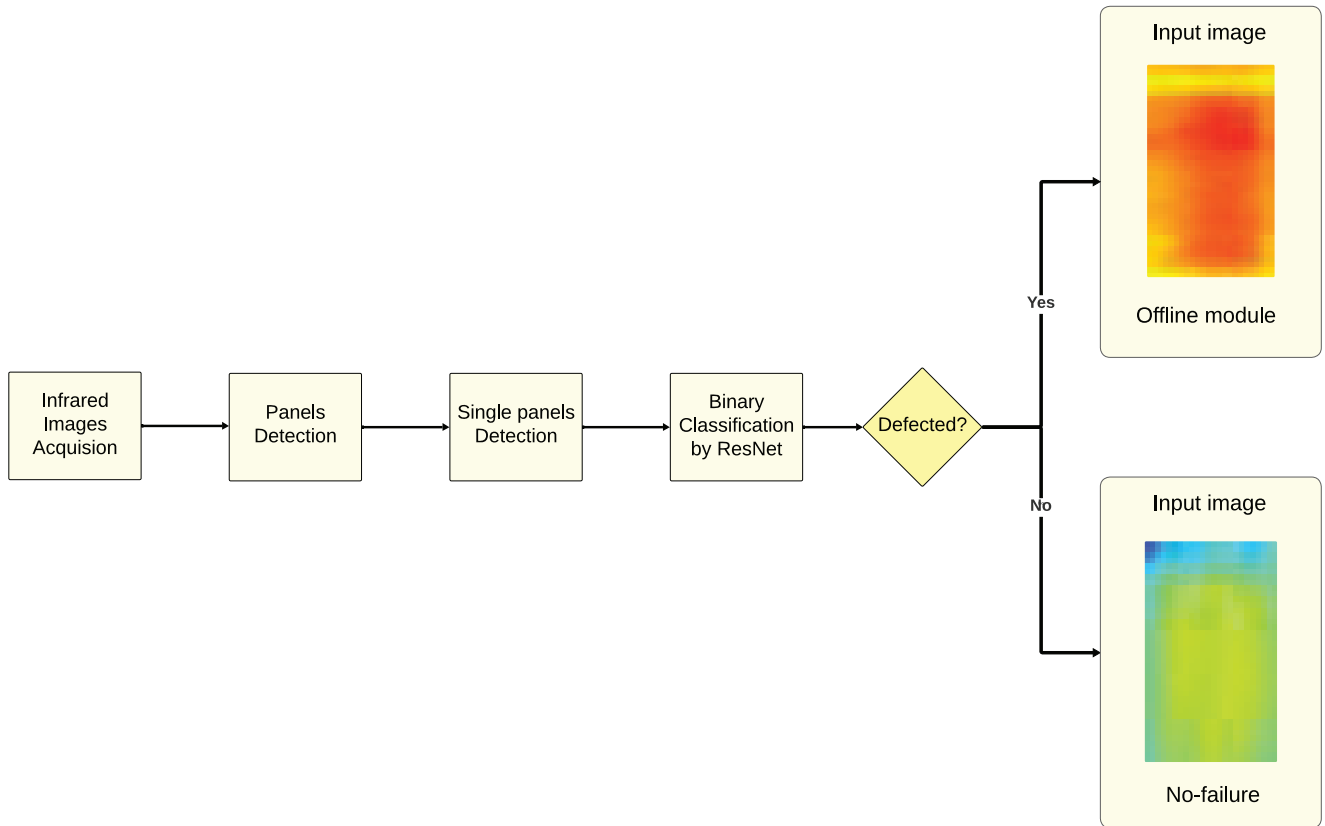 Infrared
Images
Acquision
Panels
Detection
Single panels
Detection
Binary
Classification
by ResNet
Defected?
Yes
Input image
Offline module
No
Input image
No-failure